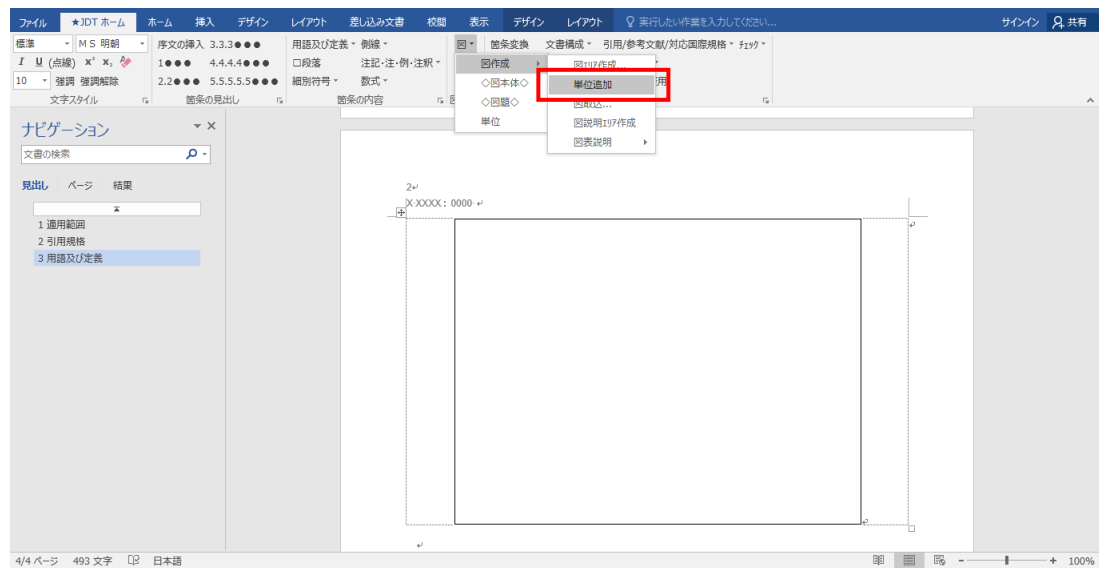 ファイル ★JDT ホーム ホーム 挿入 デザイン レイアウト 差し込み文書 校閲 表示 デザイン レイアウト 実行したい作業を入力してください... サインイン 共有
標準 ＭＳ 明朝 序文の挿入 3.3.3●●● 用語及び定義 側線 図 箇条変換 文書構成 引用/参考文献/対応国際規格 ﾁｪｯｸ
I U (点線) x² x₁ 1●●● 4.4.4.4●●● □段落 注記·注·例·注釈 図作成 図ｴﾘｱ作成...
10 強調 強調解除 2.2●●● 5.5.5.5.5●●● 細別符号 数式 ◇図本体◇ 単位追加 用
文字スタイル 箇条の見出し 箇条の内容 ◇図題◇ 図取込...
単位 図説明ｴﾘｱ作成
図表説明
ナビゲーション
文書の検索
見出し ページ 結果
1 適用範囲
2 引用規格
3 用語及び定義
2
X XXXX：0000
4/4 ページ 493 文字 日本語 100%